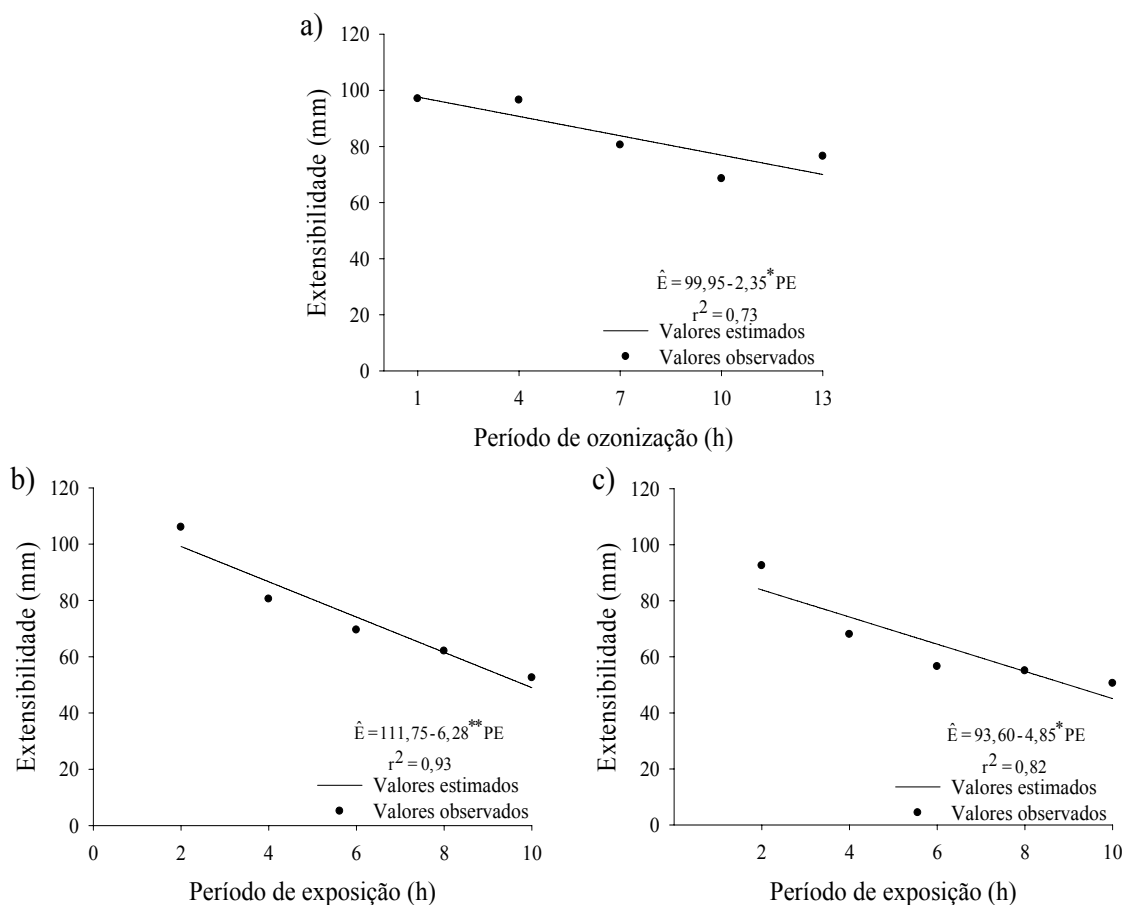 a)
120
100
80
60
40
20
0
Extensibilidade (mm)
Ê = 99,95 - 2,35*PE
r² = 0,73
Valores estimados
Valores observados
1 4 7 10 13
Período de ozonização (h)
b)
120
100
80
60
40
20
0
Extensibilidade (mm)
Ê = 111,75 - 6,28**PE
r² = 0,93
Valores estimados
Valores observados
0 2 4 6 8 10
Período de exposição (h)
c)
120
100
80
60
40
20
0
Extensibilidade (mm)
Ê = 93,60 - 4,85*PE
r² = 0,82
Valores estimados
Valores observados
2 4 6 8 10
Período de exposição (h)